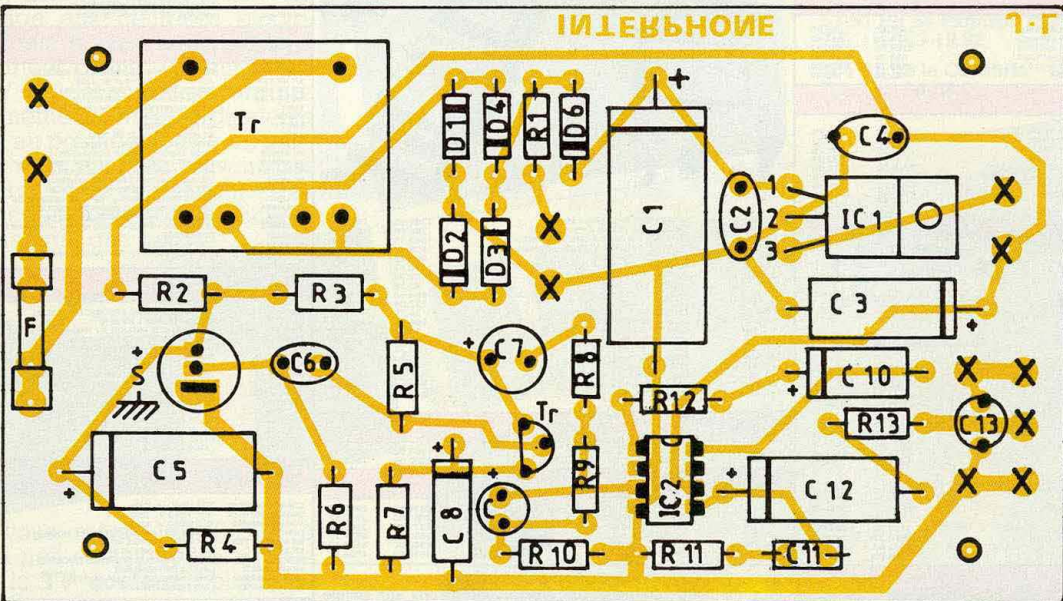 INTERPHONE J·T
Tr
D1 D4 R1 D6
C1 +
C4
C2
1
2
3
IC1
D2 D3
R2 R3
C3 +
F
+
S
C6
R5
+ C7
R8
R12
+ C10
R13
C13
Tr
C5 +
R6 R7
+ C8
+ C
R9
IC2
+ C12
R4
R10 R11 C11